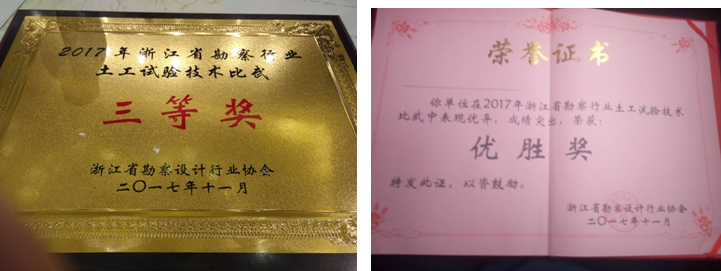 2017年浙江省勘察行业
土工试验技术比武
三等奖
浙江省勘察设计行业协会
二〇一七年十一月
荣誉证书
你单位在2017年浙江省勘察行业土工试验技术
比武中表现优异，成绩突出，荣获：
优胜奖
特发此证，以资鼓励。
浙江省勘察设计行业协会
二〇一七年十一月